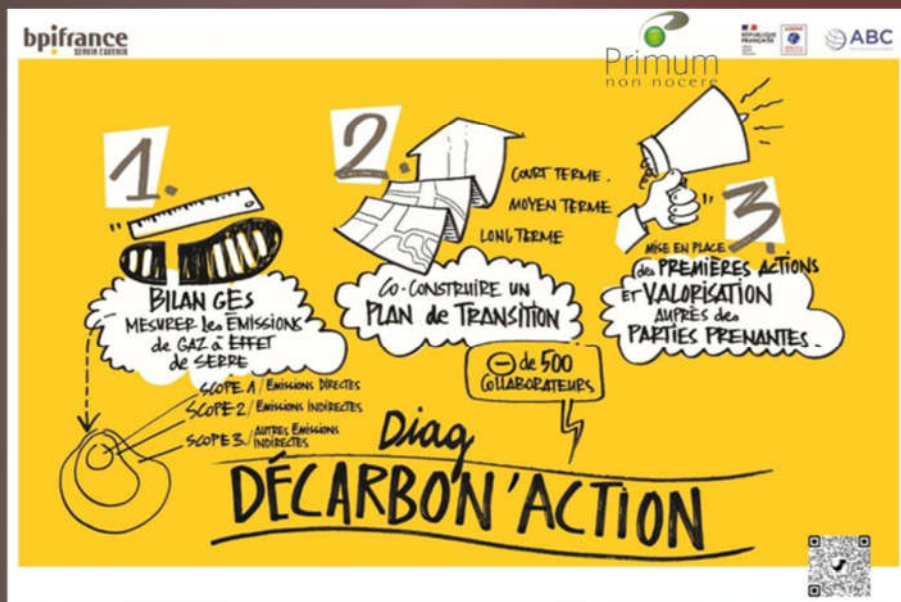 bpifrance
SERVIR L'AVENIR
Primum
non nocere
RÉPUBLIQUE
FRANÇAISE
ABC
1.
2.
3.
COURT TERME.
MOYEN TERME
LONG TERME
BILAN GES
MESURER les ÉMISSIONS
de GAZ à EFFET
de SERRE
CO-CONSTRUIRE UN
PLAN de TRANSITION
MISE EN PLACE
des PREMIÈRES ACTIONS
ET VALORISATION
AUPRÈS des
PARTIES PRENANTES.
- de 500
COLLABORATEURS
SCOPE 1 / ÉMISSIONS DIRECTES
SCOPE 2 / ÉMISSIONS INDIRECTES
SCOPE 3 / AUTRES ÉMISSIONS
INDIRECTES
Diag
DÉCARBON'ACTION